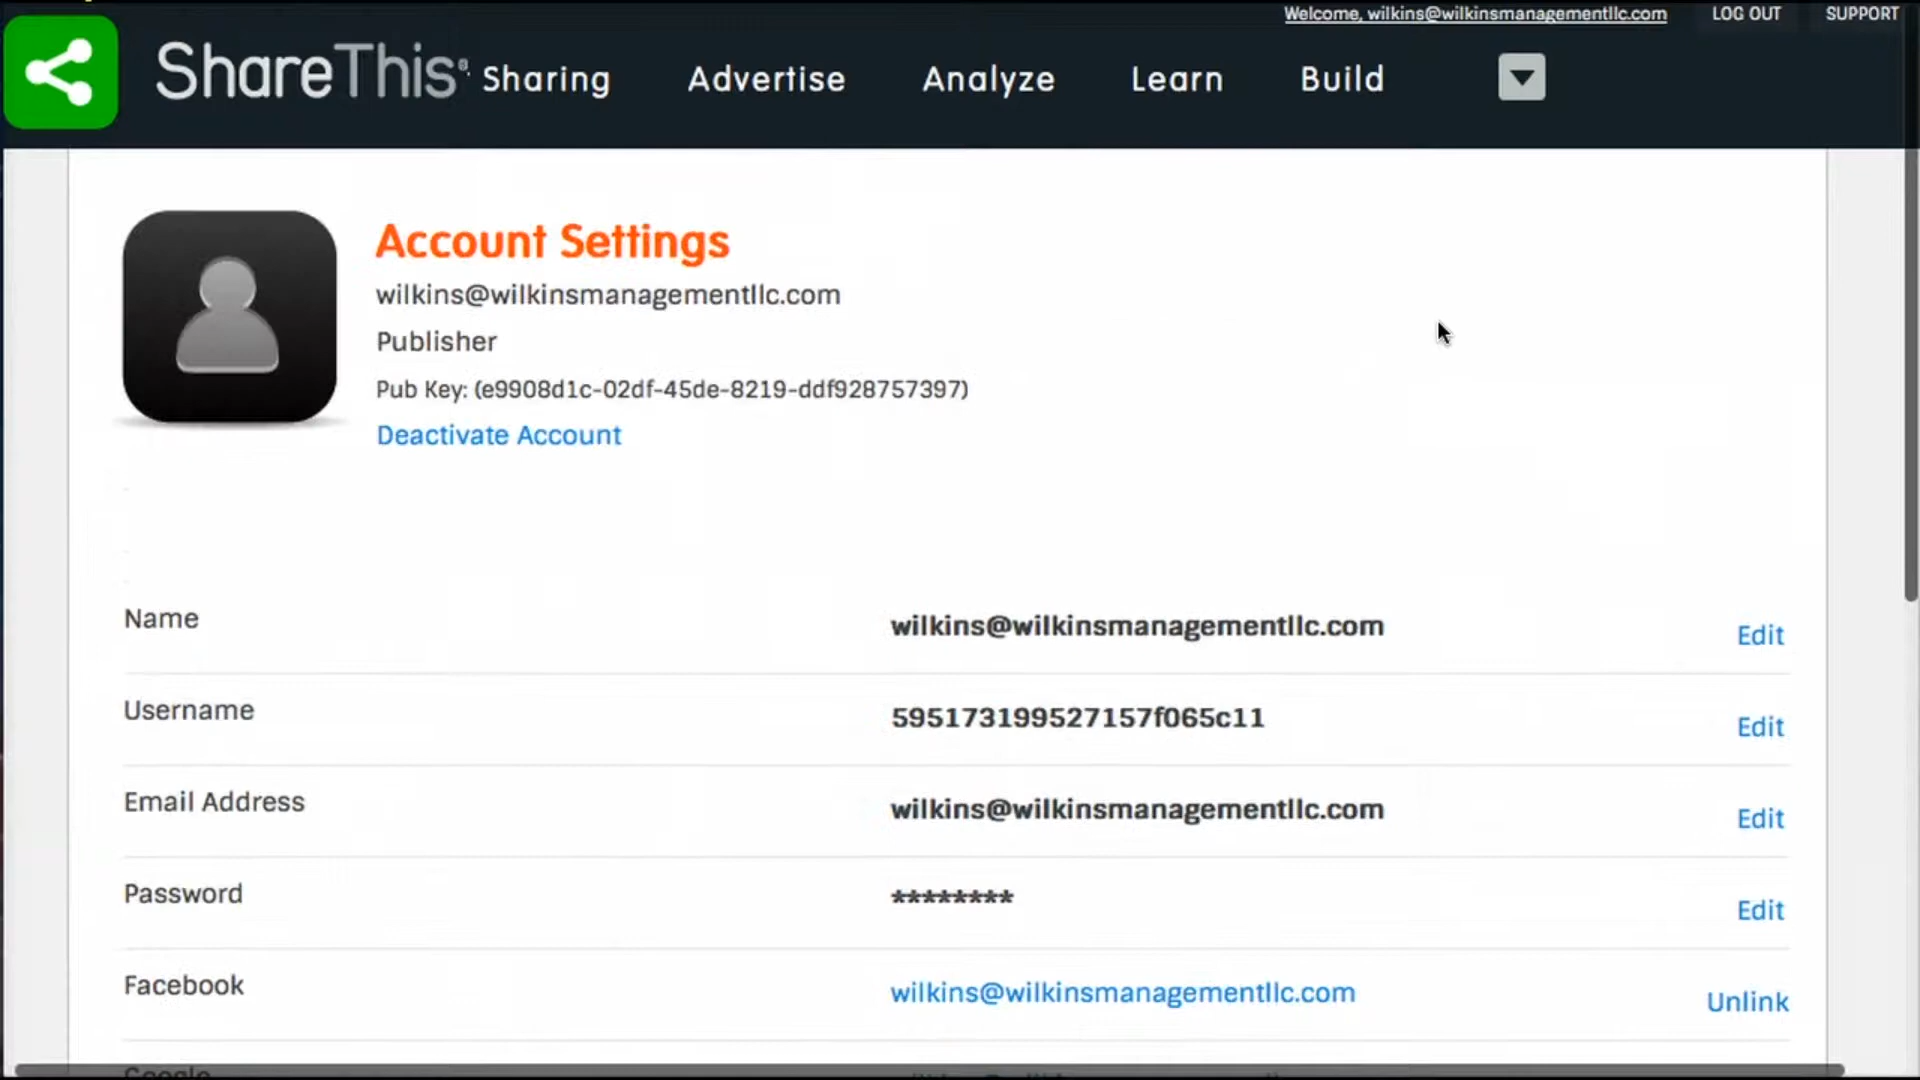 Welcome, wilkins@wilkinsmanagementllc.com LOG OUT SUPPORT
ShareThis® Sharing Advertise Analyze Learn Build
Account Settings
wilkins@wilkinsmanagementllc.com
Publisher
Pub Key: (e9908d1c-02df-45de-8219-ddf928757397)
Deactivate Account
Name wilkins@wilkinsmanagementllc.com Edit
Username 595173199527157f065c11 Edit
Email Address wilkins@wilkinsmanagementllc.com Edit
Password ******** Edit
Facebook wilkins@wilkinsmanagementllc.com Unlink
Google